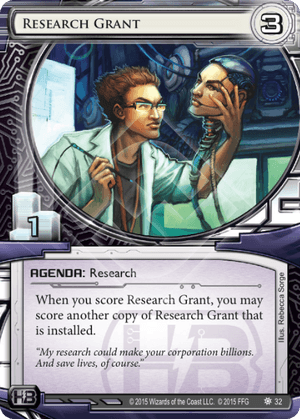 Research Grant
3
1
AGENDA: Research
When you score Research Grant, you may
score another copy of Research Grant that
is installed.
"My research could make your corporation billions.
And save lives, of course."
Illus. Rebecca Sorge
HB
© 2015 Wizards of the Coast LLC. © 2015 FFG
32